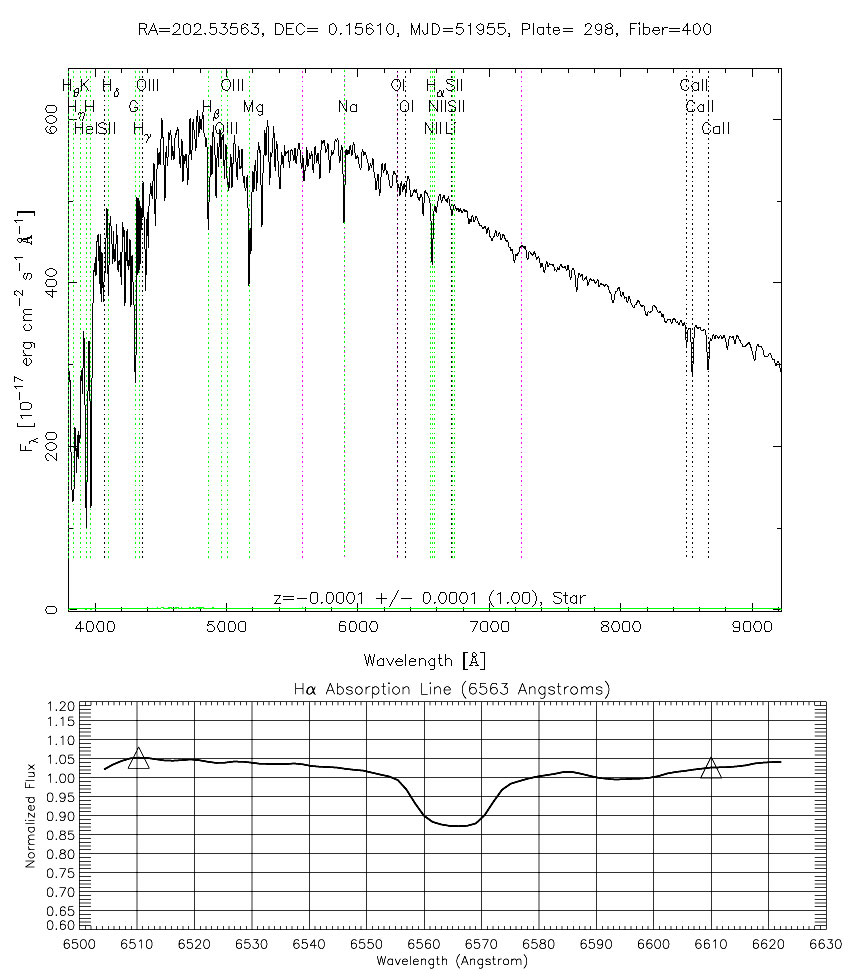 RA=202.53563, DEC= 0.15610, MJD=51955, Plate= 298, Fiber=400
Hθ K Hδ OIII OIII OI Hα SII CaII
Hη H G Hβ Mg Na OI NII SII CaII
HeI SII Hγ OIII NII Li CaII
600
400
200
0
Fλ [10⁻¹⁷ erg cm⁻² s⁻¹ Å⁻¹]
z=−0.0001 +/− 0.0001 (1.00), Star
4000 5000 6000 7000 8000 9000
Wavelength [Å]
Hα Absorption Line (6563 Angstroms)
1.20
1.15
1.10
1.05
1.00
0.95
0.90
0.85
0.80
0.75
0.70
0.65
0.60
Normalized Flux
6500 6510 6520 6530 6540 6550 6560 6570 6580 6590 6600 6610 6620 6630
Wavelength (Angstrom)